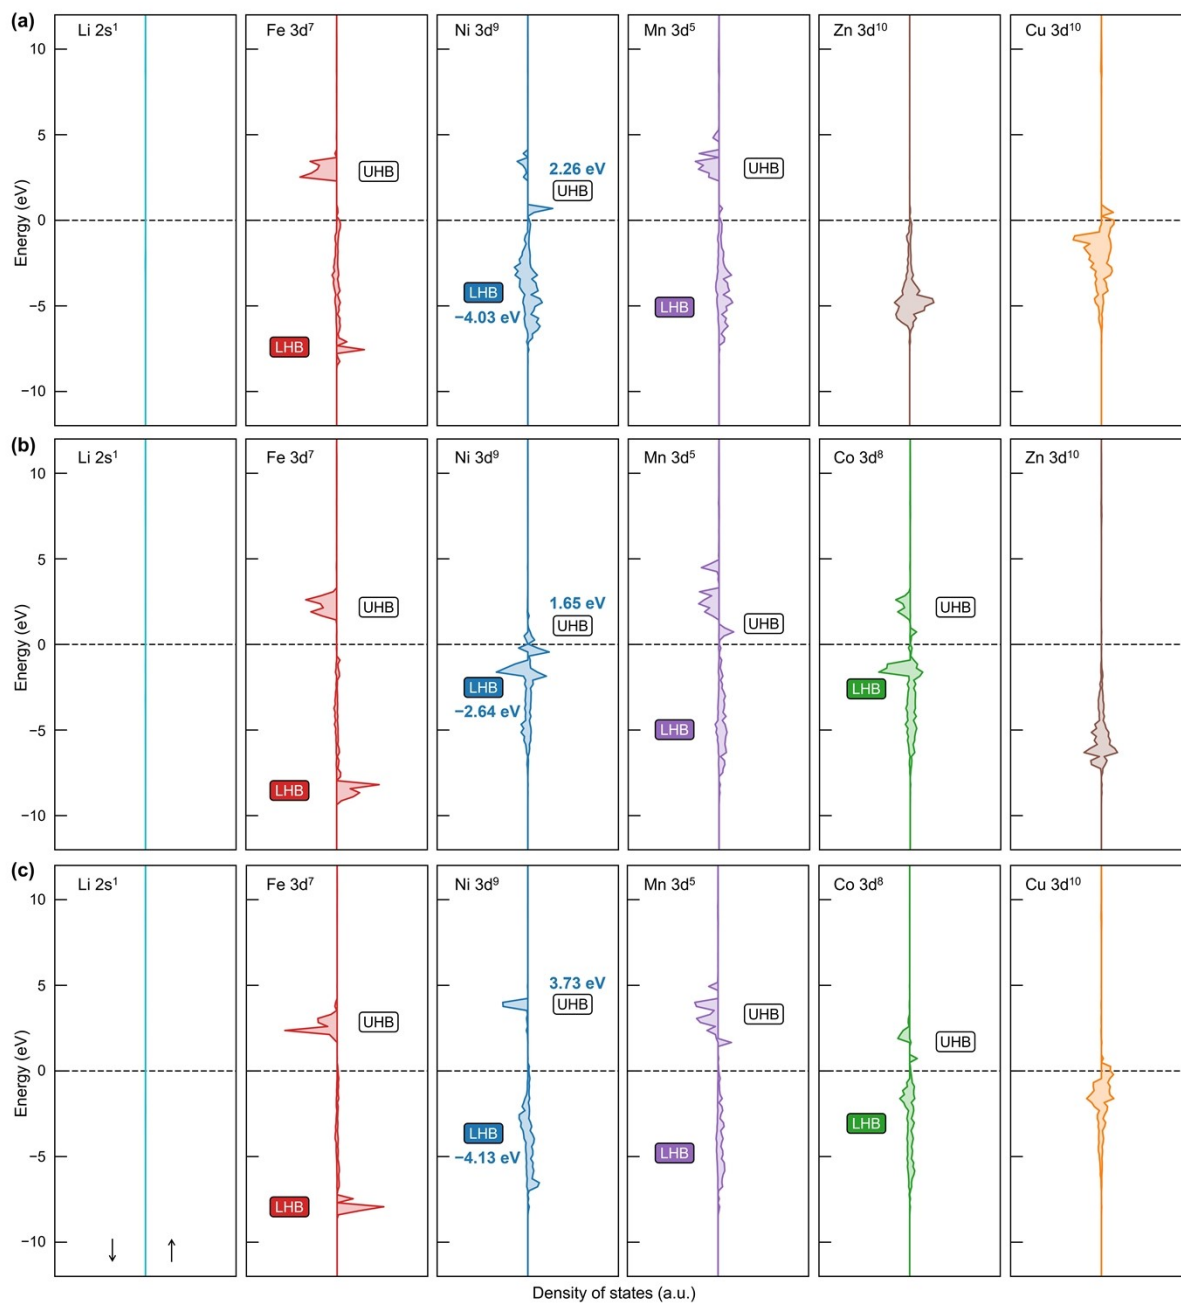 (a)
Li 2s¹
Fe 3d⁷
Ni 3d⁹
Mn 3d⁵
Zn 3d¹⁰
Cu 3d¹⁰
10
5
0
−5
−10
Energy (eV)
UHB
LHB
2.26 eV
UHB
LHB
−4.03 eV
UHB
LHB
(b)
Li 2s¹
Fe 3d⁷
Ni 3d⁹
Mn 3d⁵
Co 3d⁸
Zn 3d¹⁰
10
5
0
−5
−10
Energy (eV)
UHB
LHB
1.65 eV
UHB
LHB
−2.64 eV
UHB
LHB
UHB
LHB
(c)
Li 2s¹
Fe 3d⁷
Ni 3d⁹
Mn 3d⁵
Co 3d⁸
Cu 3d¹⁰
10
5
0
−5
−10
Energy (eV)
↓ ↑
UHB
LHB
3.73 eV
UHB
LHB
−4.13 eV
UHB
LHB
UHB
LHB
Density of states (a.u.)